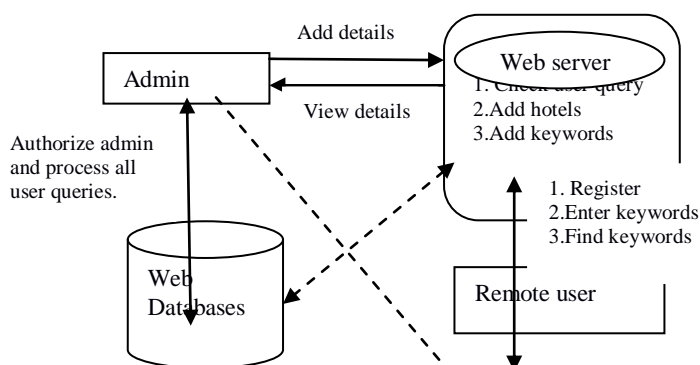 Add details
Web server
Admin
1. Check user query
2.Add hotels
3.Add keywords
View details
Authorize admin
and process all
user queries.
1. Register
2.Enter keywords
3.Find keywords
Web
Databases
Remote user